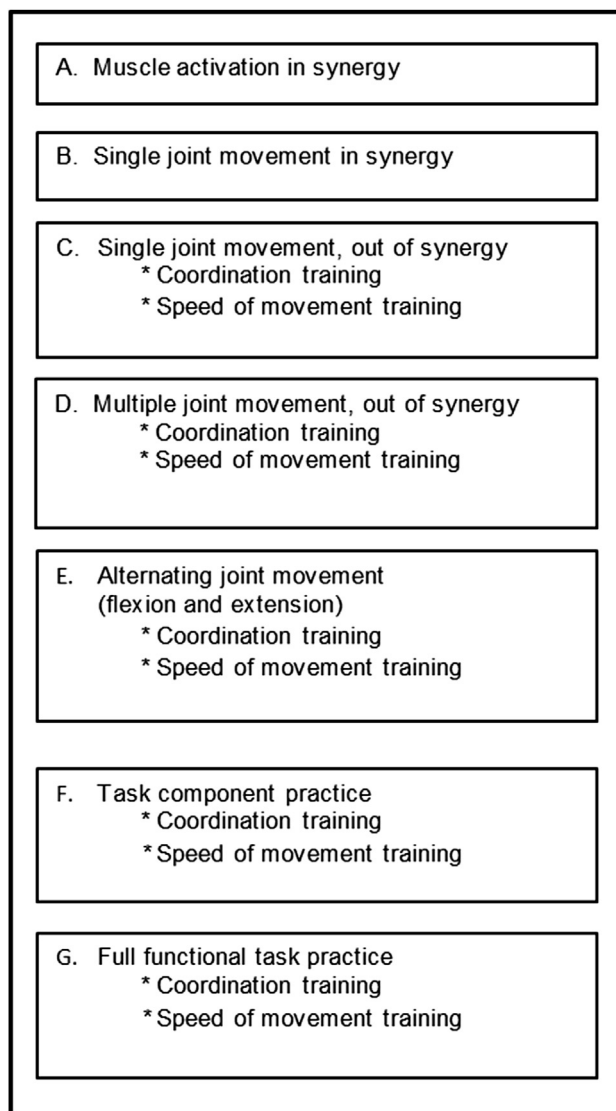 A. Muscle activation in synergy
B. Single joint movement in synergy
C. Single joint movement, out of synergy
* Coordination training
* Speed of movement training
D. Multiple joint movement, out of synergy
* Coordination training
* Speed of movement training
E. Alternating joint movement
(flexion and extension)
* Coordination training
* Speed of movement training
F. Task component practice
* Coordination training
* Speed of movement training
G. Full functional task practice
* Coordination training
* Speed of movement training